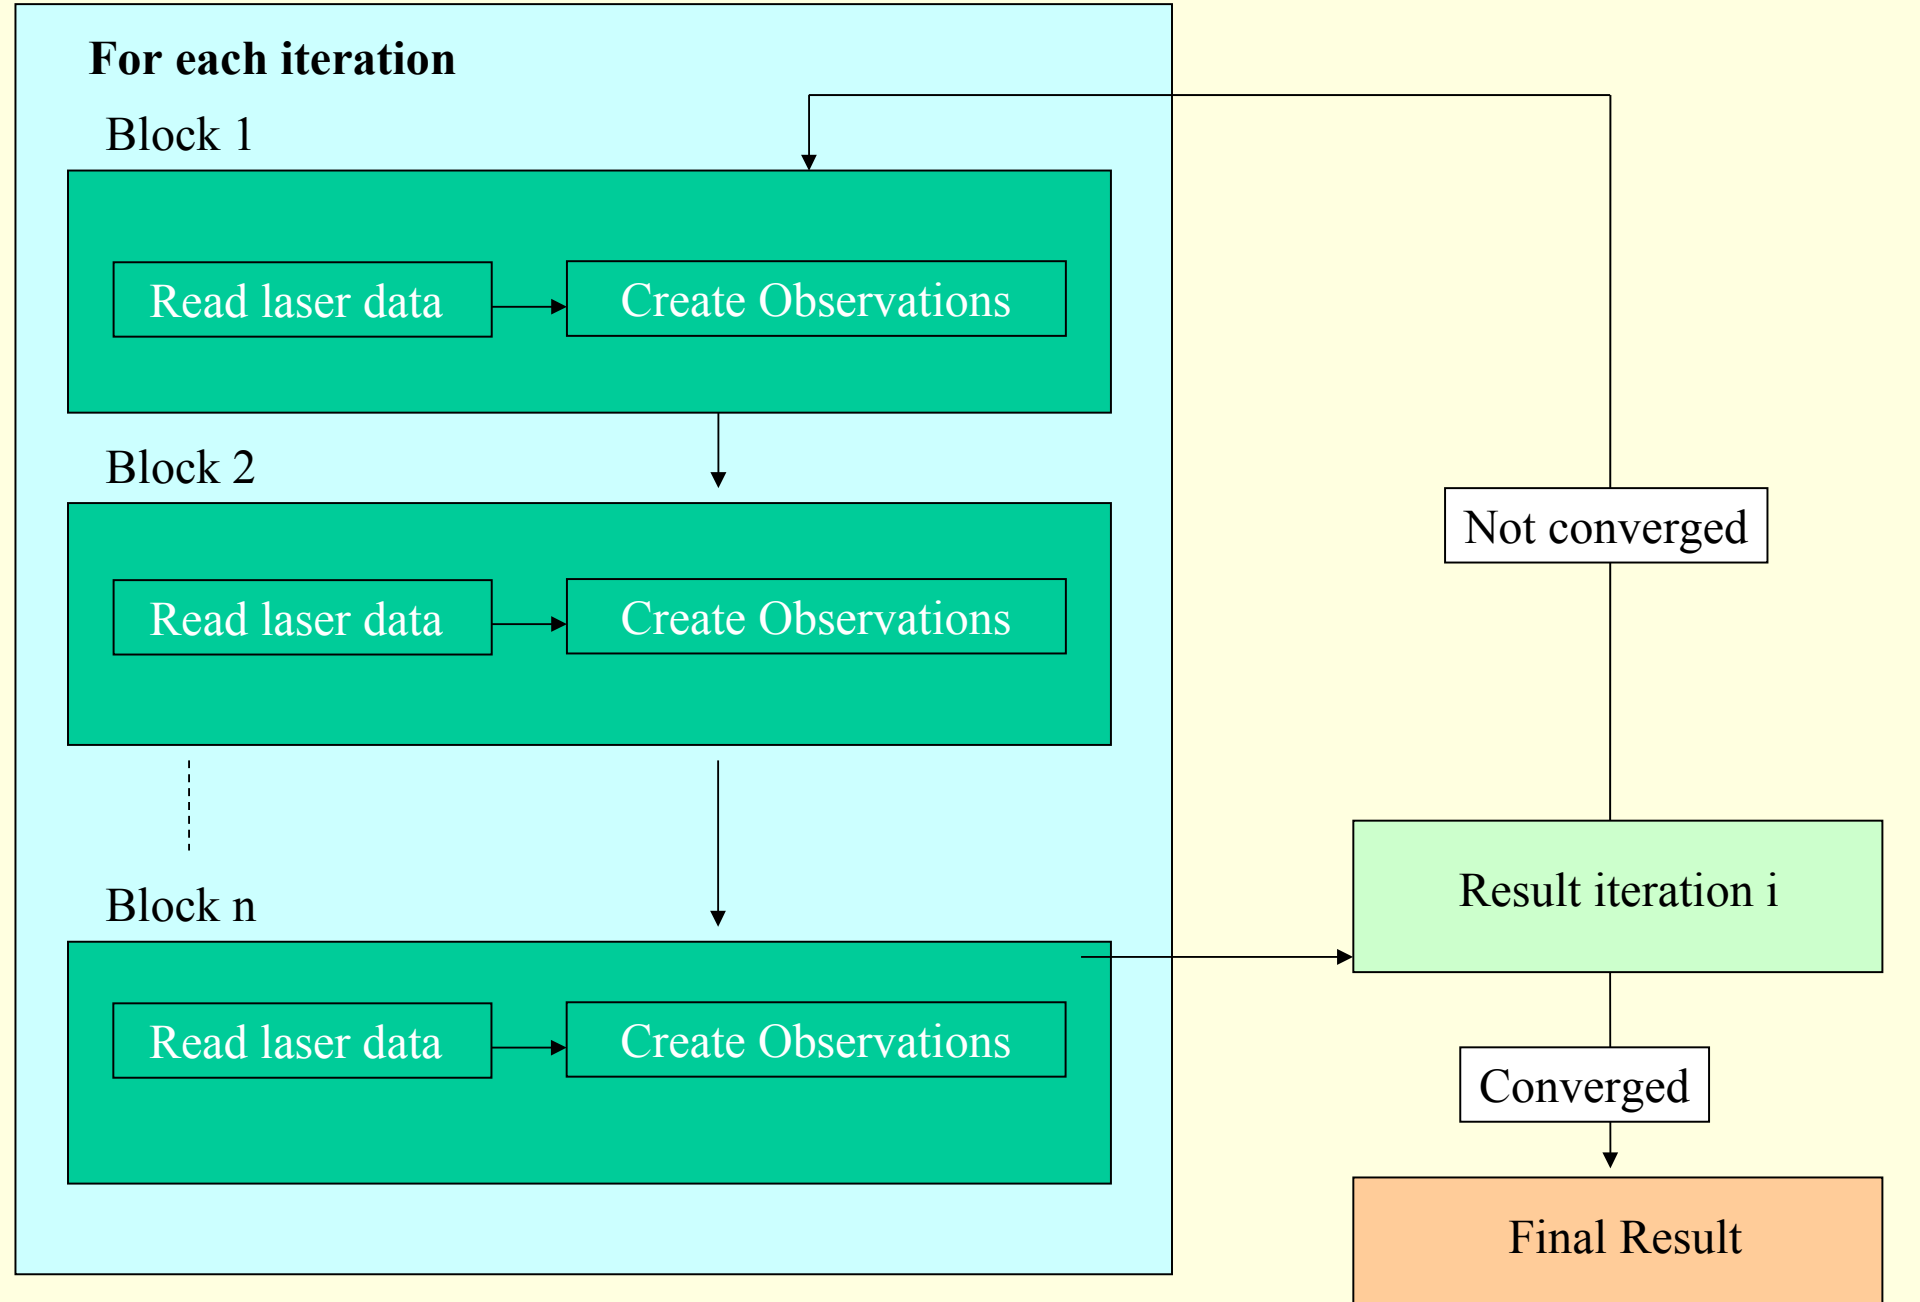 For each iteration
Block 1
Read laser data
Create Observations
Block 2
Read laser data
Create Observations
Block n
Read laser data
Create Observations
Not converged
Result iteration i
Converged
Final Result